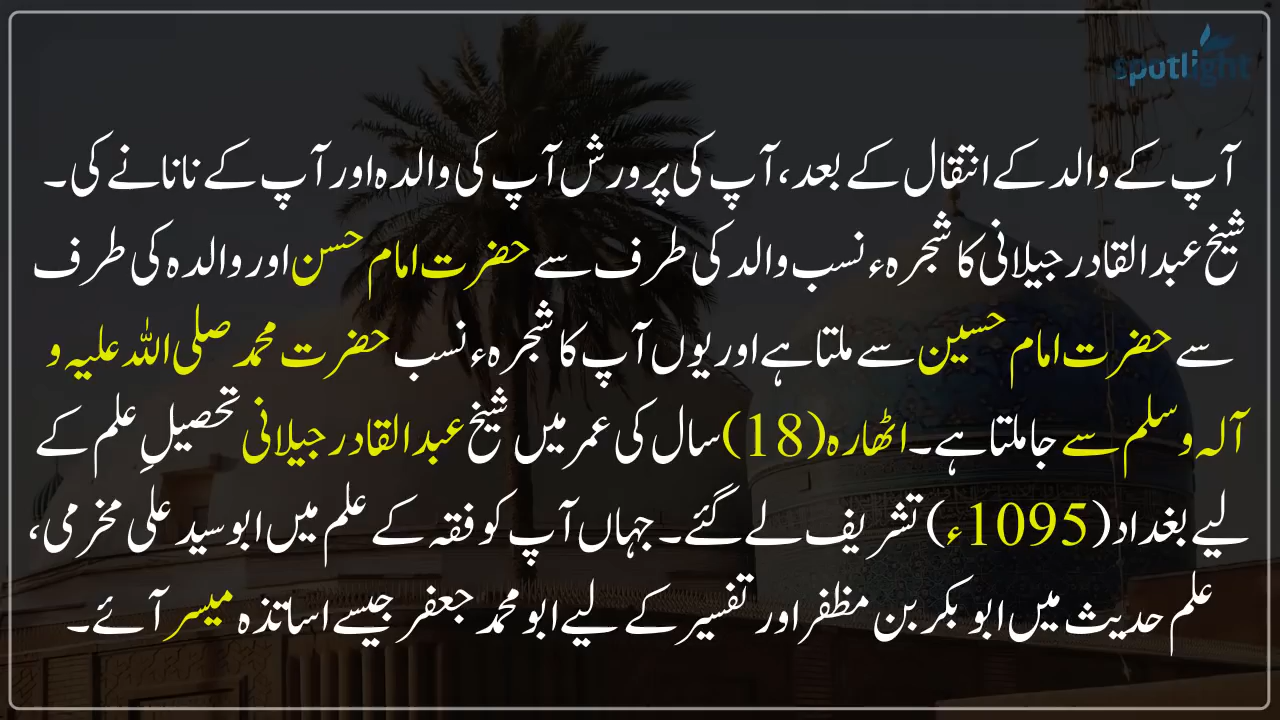 spotlight
آپ کے والد کے انتقال کے بعد، آپ کی پرورش آپ کی والدہ اور آپ کے نانا نے کی۔
شیخ عبدالقادر جیلانی کا شجرہء نسب والد کی طرف سے حضرت امام حسن اور والدہ کی طرف
سے حضرت امام حسین سے ملتا ہے اور یوں آپ کا شجرہء نسب حضرت محمد صلی اللہ علیہ و
آلہ وسلم سے جا ملتا ہے۔ اٹھارہ (18) سال کی عمر میں شیخ عبدالقادر جیلانی تحصیلِ علم کے
لیے بغداد (1095ء) تشریف لے گئے۔ جہاں آپ کو فقہ کے علم میں ابو سید علی مخرمی،
علم حدیث میں ابو بکر بن مظفر اور تفسیر کے لیے ابو محمد جعفر جیسے اساتذہ میسر آئے۔